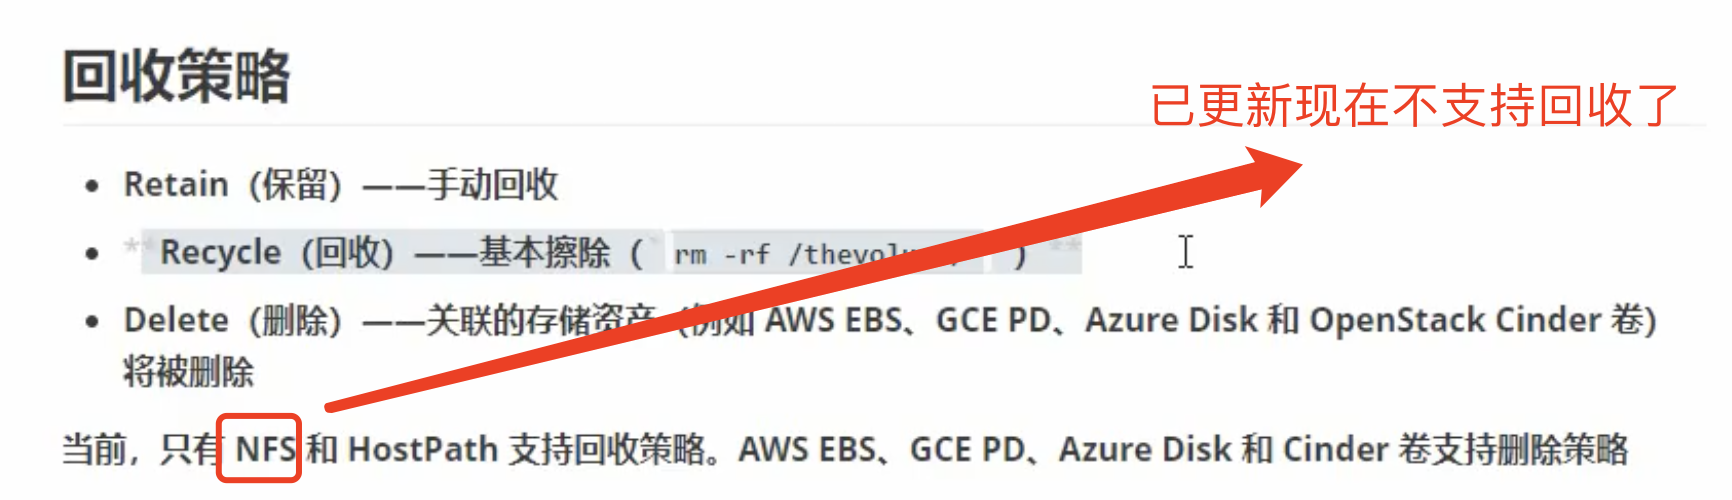 回收策略
已更新现在不支持回收了
• Retain（保留）——手动回收
• ** Recycle（回收）——基本擦除（` rm -rf ）**
• Delete（删除）——关联的存储资产（例如 AWS EBS、GCE PD、Azure Disk 和 OpenStack Cinder 卷）
将被删除
当前，只有 NFS 和 HostPath 支持回收策略。AWS EBS、GCE PD、Azure Disk 和 Cinder 卷支持删除策略